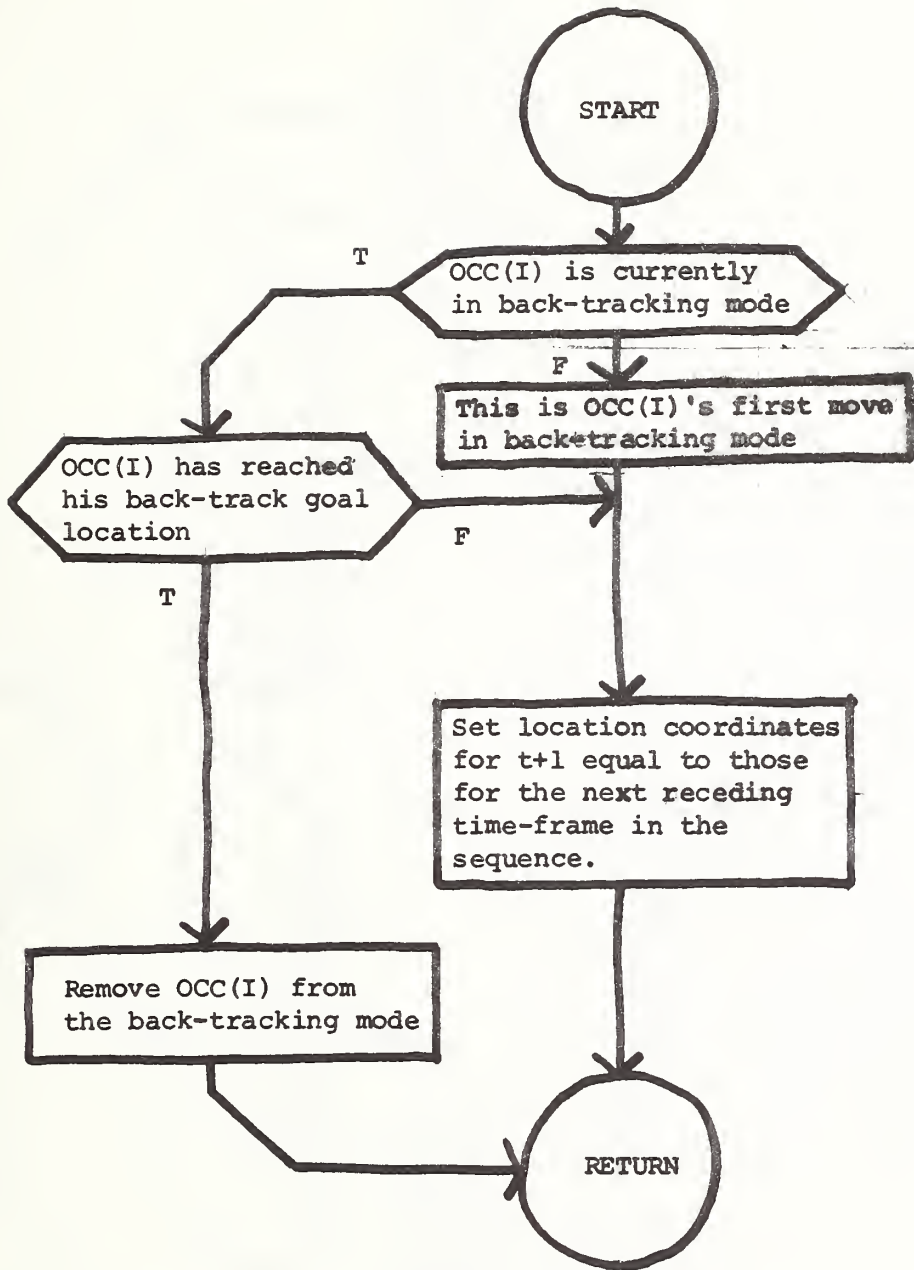 START
T
OCC(I) is currently
in back-tracking mode
F
This is OCC(I)'s first move
in back-tracking mode
OCC(I) has reached
his back-track goal
location
F
T
Set location coordinates
for t+1 equal to those
for the next receding
time-frame in the
sequence.
Remove OCC(I) from
the back-tracking mode
RETURN